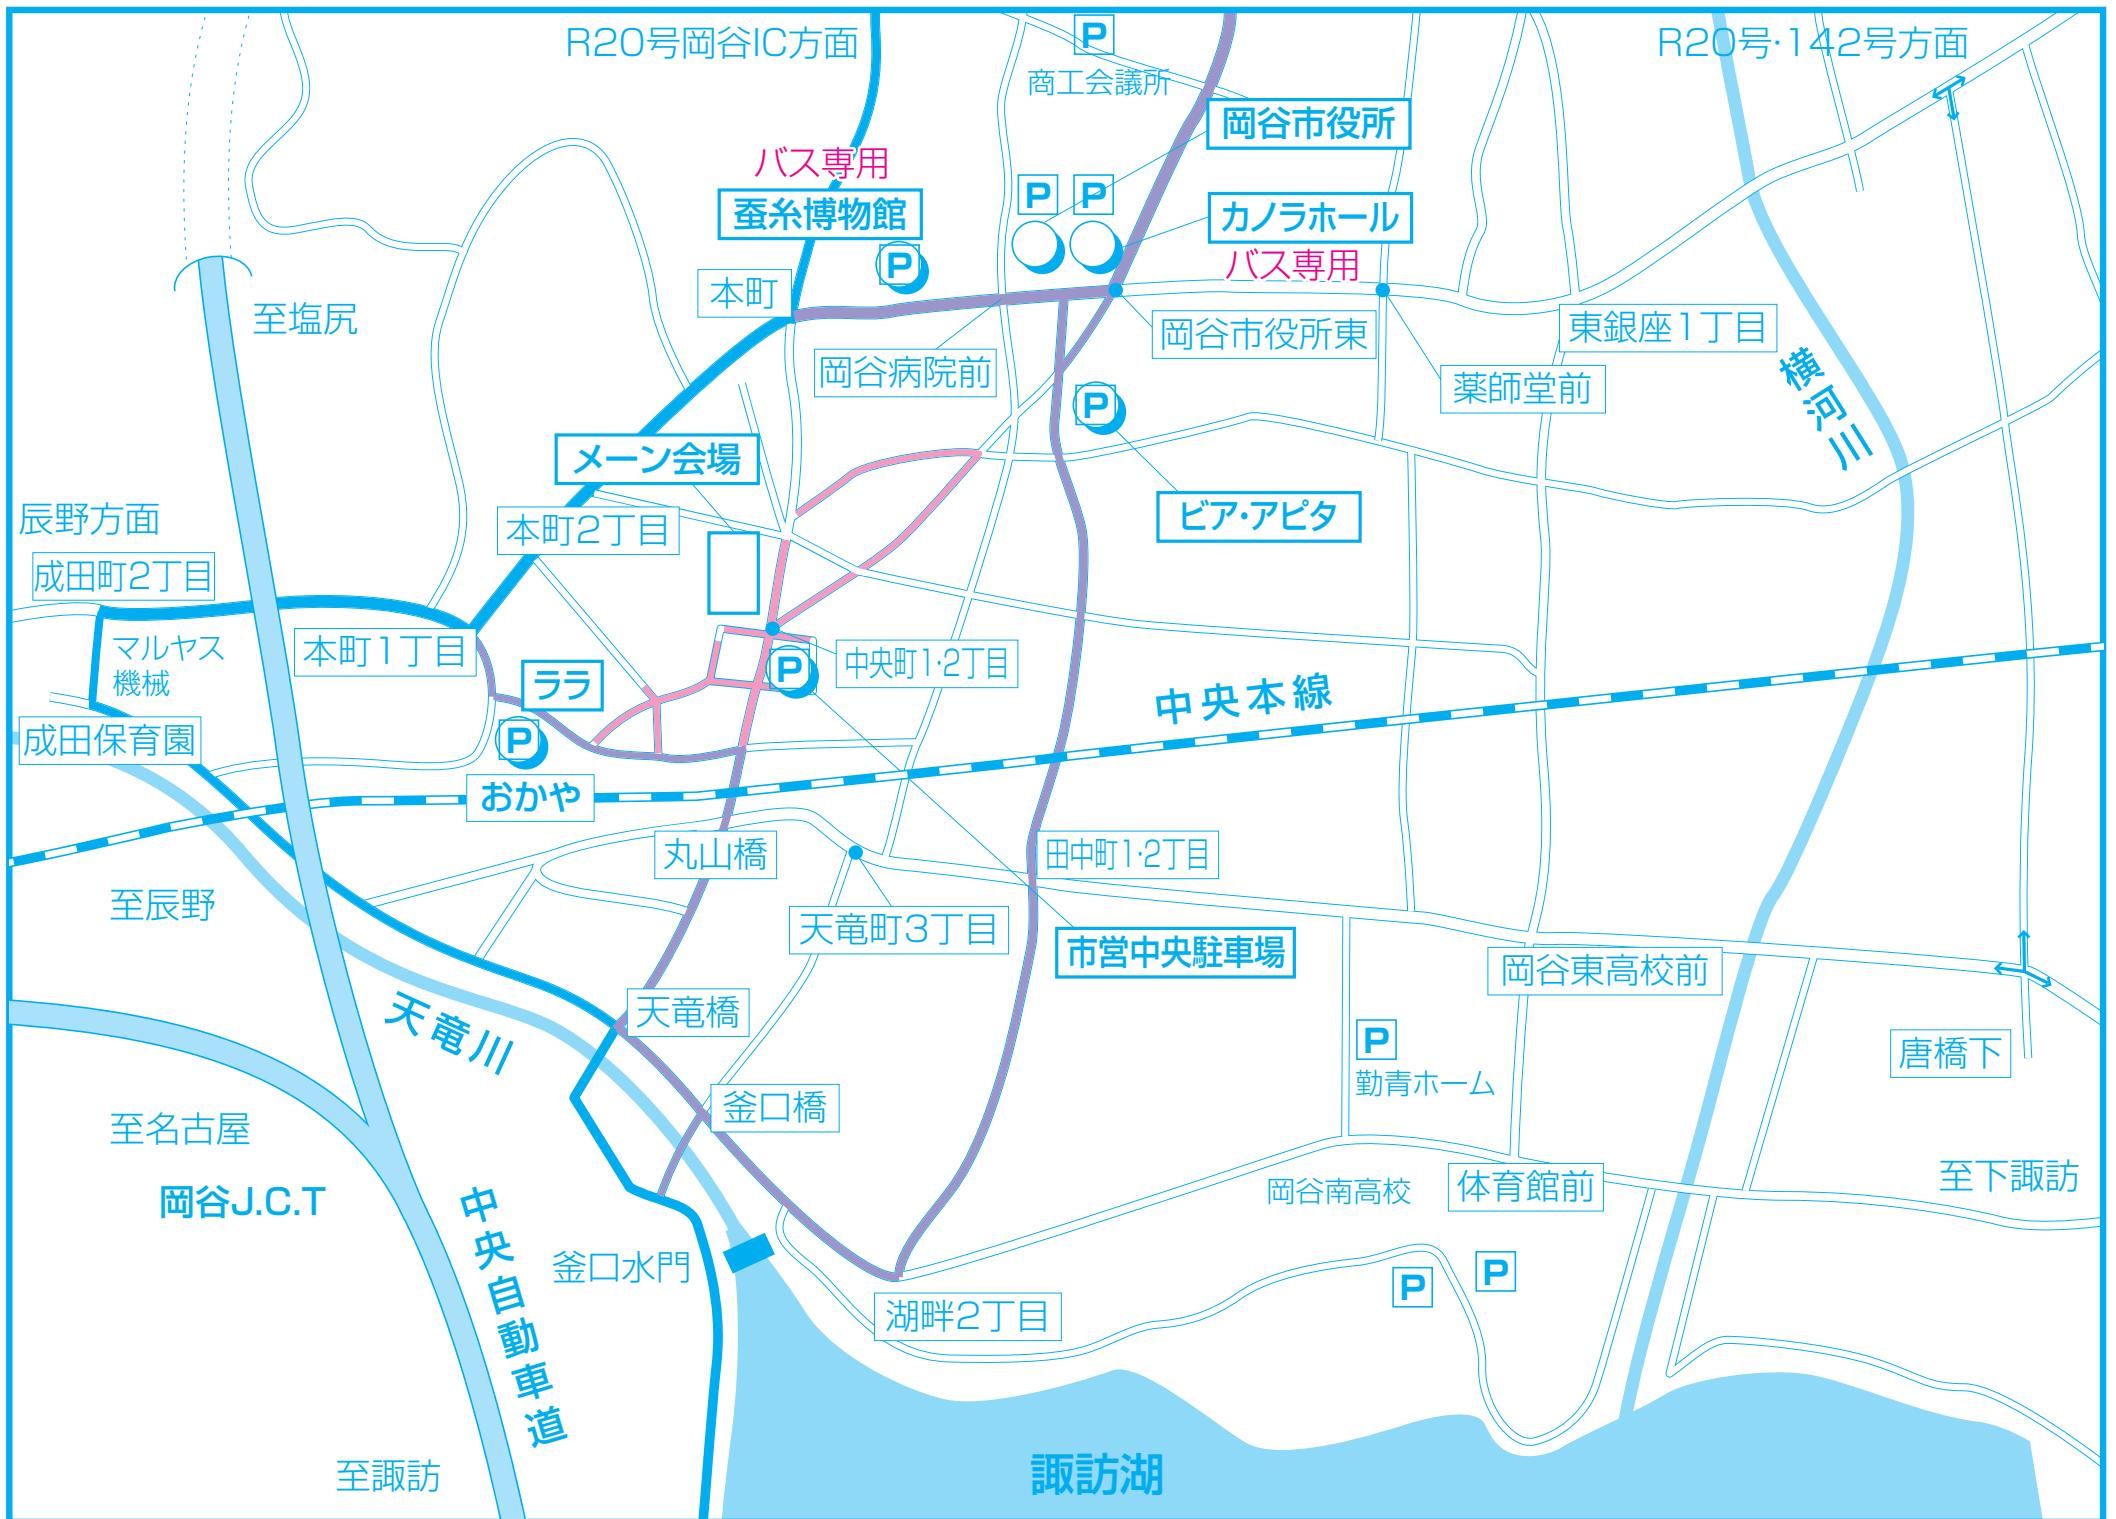 R20号岡谷IC方面
P
R20号·142号方面
商工会議所
岡谷市役所
バス専用
P
P
蚕糸博物館
カノラホール
バス専用
P
本町
至塩尻
岡谷市役所東
東銀座1丁目
岡谷病院前
薬師堂前
横河川
P
メーン会場
辰野方面
本町2丁目
ピア・アピタ
成田町2丁目
マルヤス
機械
本町1丁目
ララ
P
中央町1·2丁目
中央本線
成田保育園
P
おかや
丸山橋
田中町1·2丁目
至辰野
天竜町3丁目
市営中央駐車場
岡谷東高校前
天竜川
天竜橋
P
勤青ホーム
唐橋下
至名古屋
釜口橋
岡谷J.C.T
中央自動車道
岡谷南高校
体育館前
至下諏訪
釜口水門
P
P
湖畔2丁目
至諏訪
諏訪湖